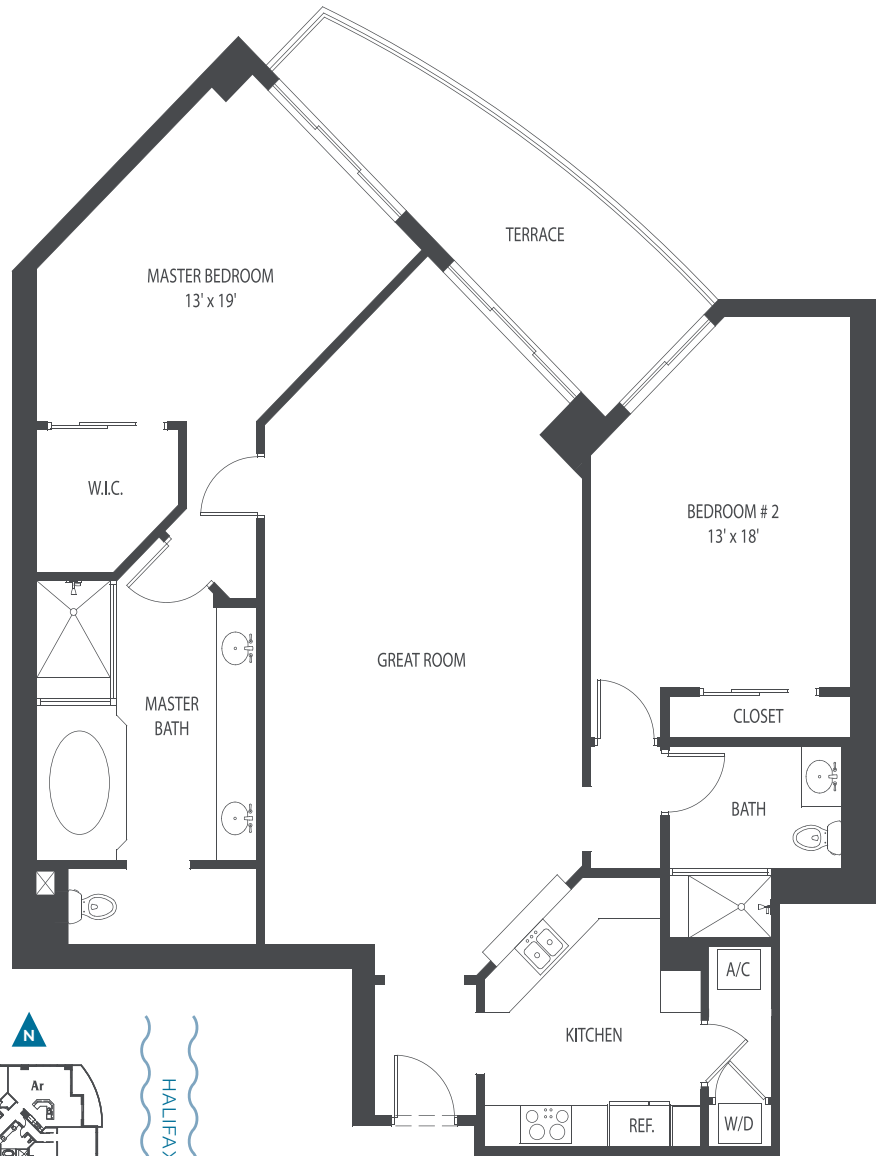 TERRACE
MASTER BEDROOM
13' x 19'
W.I.C.
BEDROOM # 2
13' x 18'
GREAT ROOM
MASTER
BATH
CLOSET
BATH
A/C
KITCHEN
REF.
W/D
N
Ar
HALIFAX